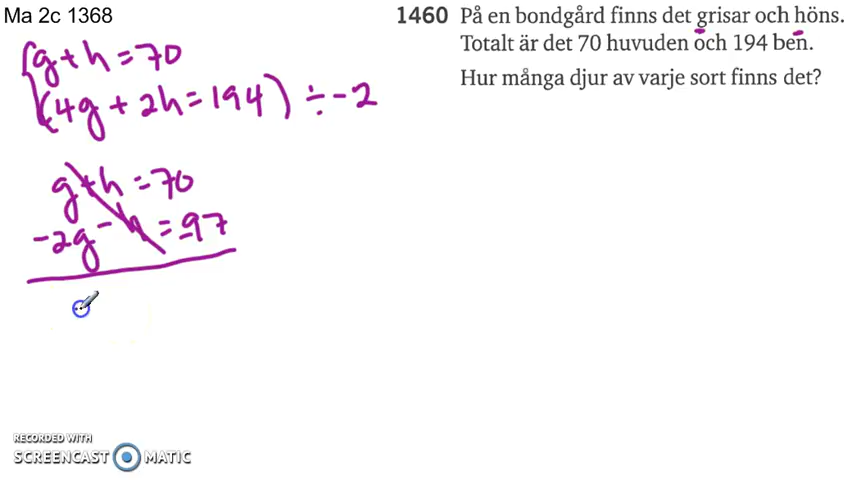 Ma 2c 1368
1460 På en bondgård finns det grisar och höns.
Totalt är det 70 huvuden och 194 ben.
Hur många djur av varje sort finns det?
g+h=70
(4g+2h=194) ÷-2
g+h=70
-2g-h=-97
RECORDED WITH
SCREENCAST MATIC